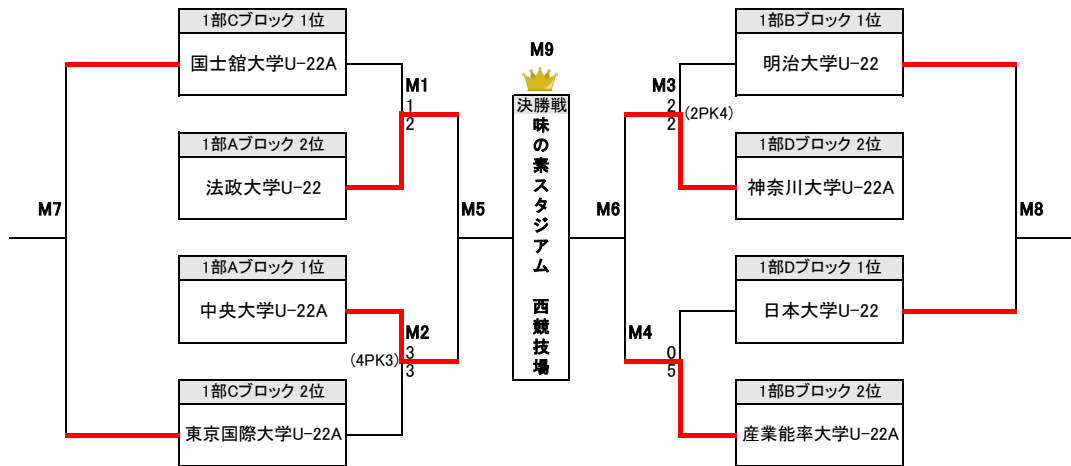 1部Cブロック 1位
国士舘大学U-22A
M1
1
2
1部Aブロック 2位
法政大学U-22
M7
M5
1部Aブロック 1位
中央大学U-22A
M2
3
(4PK3)
3
1部Cブロック 2位
東京国際大学U-22A
M9
決勝戦
味の素スタジアム 西競技場
1部Bブロック 1位
明治大学U-22
M3
2
(2PK4)
2
1部Dブロック 2位
神奈川大学U-22A
M6
M8
1部Dブロック 1位
日本大学U-22
M4
0
5
1部Bブロック 2位
産業能率大学U-22A